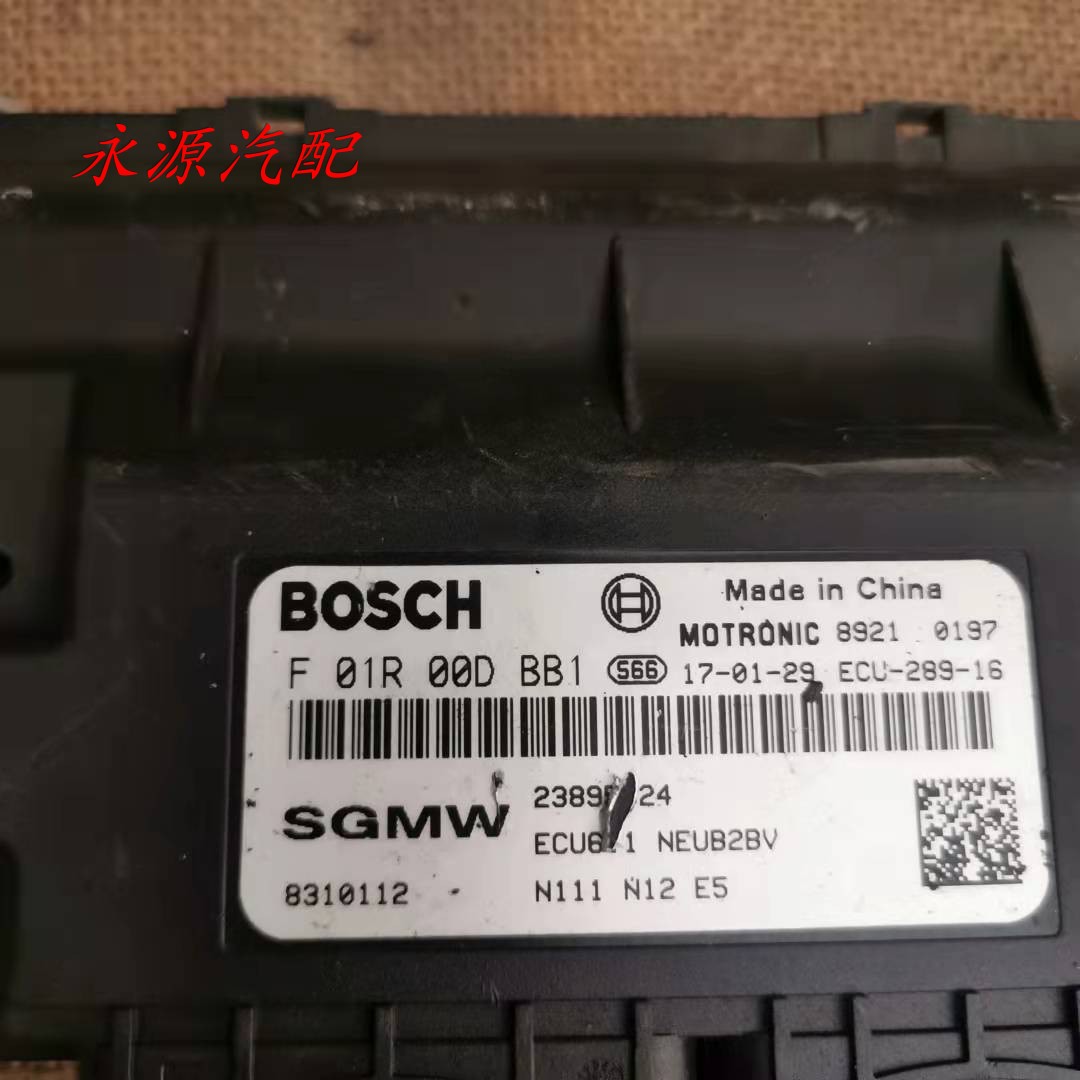 永源汽配
BOSCH
Made in China
MOTRONIC 8921 0197
F 01R 00D BB1 566 17-01-29 ECU-289-16
SGMW
NEUB2BV
8310112
N111 N12 E5